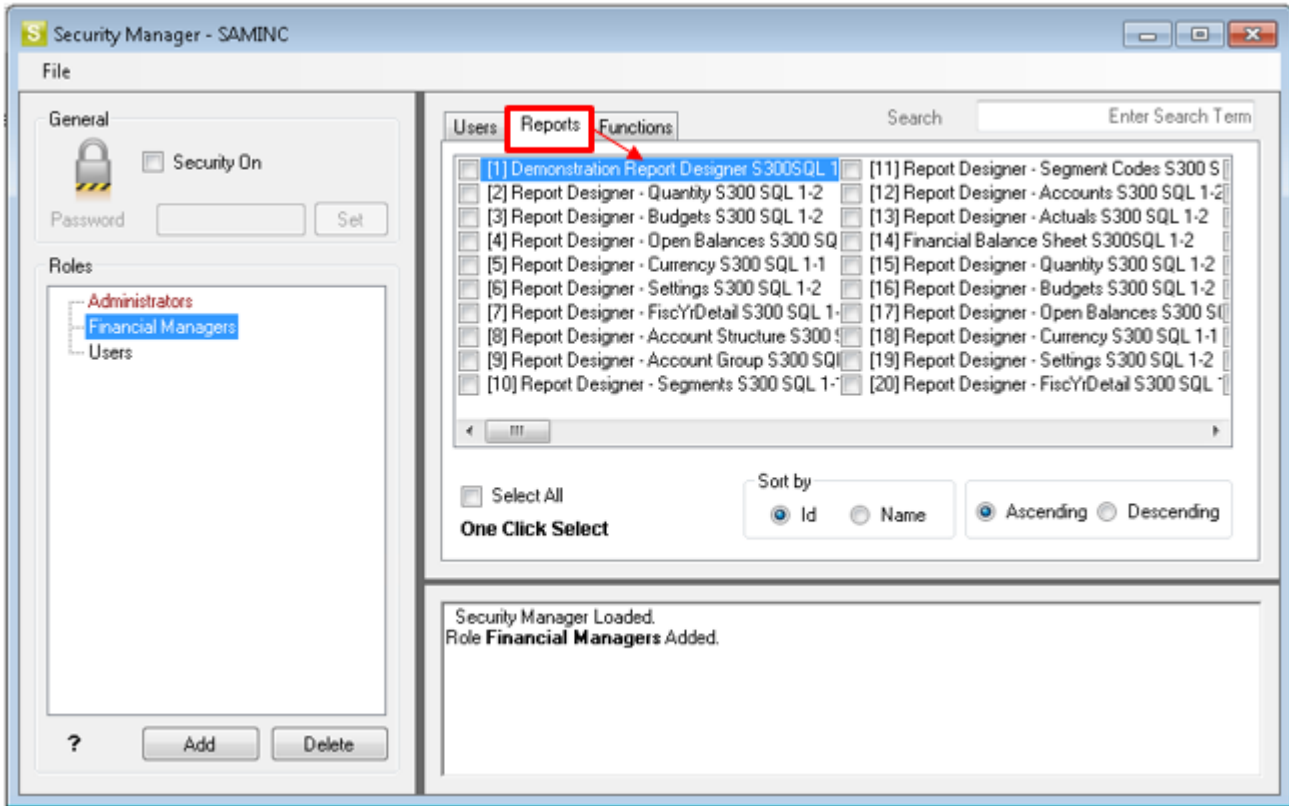 Security Manager - SAMINC
File
General
Security On
Password
Set
Roles
Administrators
Financial Managers
Users
?
Add
Delete
Users
Reports
Functions
Search
Enter Search Term
[1] Demonstration Report Designer S300SQL 1
[2] Report Designer - Quantity S300 SQL 1-2
[3] Report Designer - Budgets S300 SQL 1-2
[4] Report Designer - Open Balances S300 SQ
[5] Report Designer - Currency S300 SQL 1-1
[6] Report Designer - Settings S300 SQL 1-2
[7] Report Designer - FiscYrDetail S300 SQL 1-
[8] Report Designer - Account Structure S300
[9] Report Designer - Account Group S300 SQl
[10] Report Designer - Segments S300 SQL 1-
[11] Report Designer - Segment Codes S300 S
[12] Report Designer - Accounts S300 SQL 1-2
[13] Report Designer - Actuals S300 SQL 1-2
[14] Financial Balance Sheet S300SQL 1-2
[15] Report Designer - Quantity S300 SQL 1-2
[16] Report Designer - Budgets S300 SQL 1-2
[17] Report Designer - Open Balances S300
[18] Report Designer - Currency S300 SQL 1-1
[19] Report Designer - Settings S300 SQL 1-2
[20] Report Designer - FiscYrDetail S300 SQL
Select All
One Click Select
Sort by
Id
Name
Ascending
Descending
Security Manager Loaded.
Role Financial Managers Added.